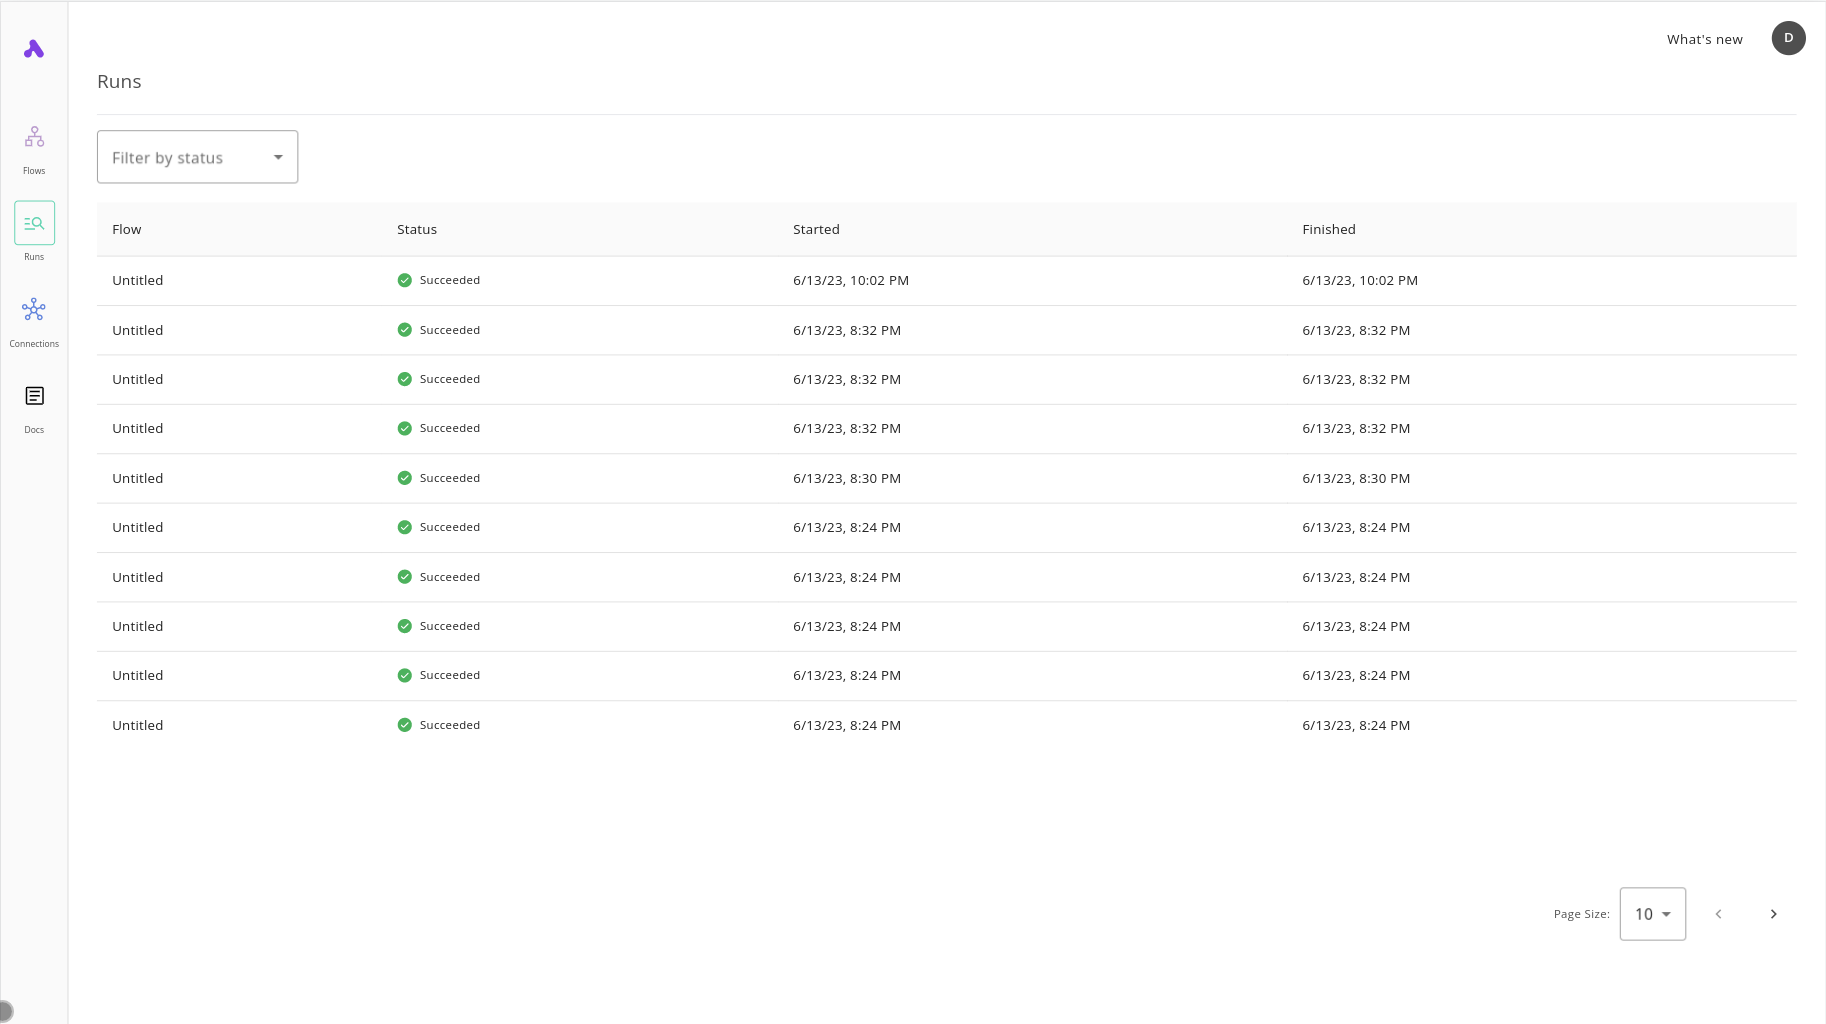 What's new
D
Runs
Flows
Runs
Connections
Docs
Filter by status
Flow Status Started Finished
Untitled Succeeded 6/13/23, 10:02 PM 6/13/23, 10:02 PM
Untitled Succeeded 6/13/23, 8:32 PM 6/13/23, 8:32 PM
Untitled Succeeded 6/13/23, 8:32 PM 6/13/23, 8:32 PM
Untitled Succeeded 6/13/23, 8:32 PM 6/13/23, 8:32 PM
Untitled Succeeded 6/13/23, 8:30 PM 6/13/23, 8:30 PM
Untitled Succeeded 6/13/23, 8:24 PM 6/13/23, 8:24 PM
Untitled Succeeded 6/13/23, 8:24 PM 6/13/23, 8:24 PM
Untitled Succeeded 6/13/23, 8:24 PM 6/13/23, 8:24 PM
Untitled Succeeded 6/13/23, 8:24 PM 6/13/23, 8:24 PM
Untitled Succeeded 6/13/23, 8:24 PM 6/13/23, 8:24 PM
Page Size: 10